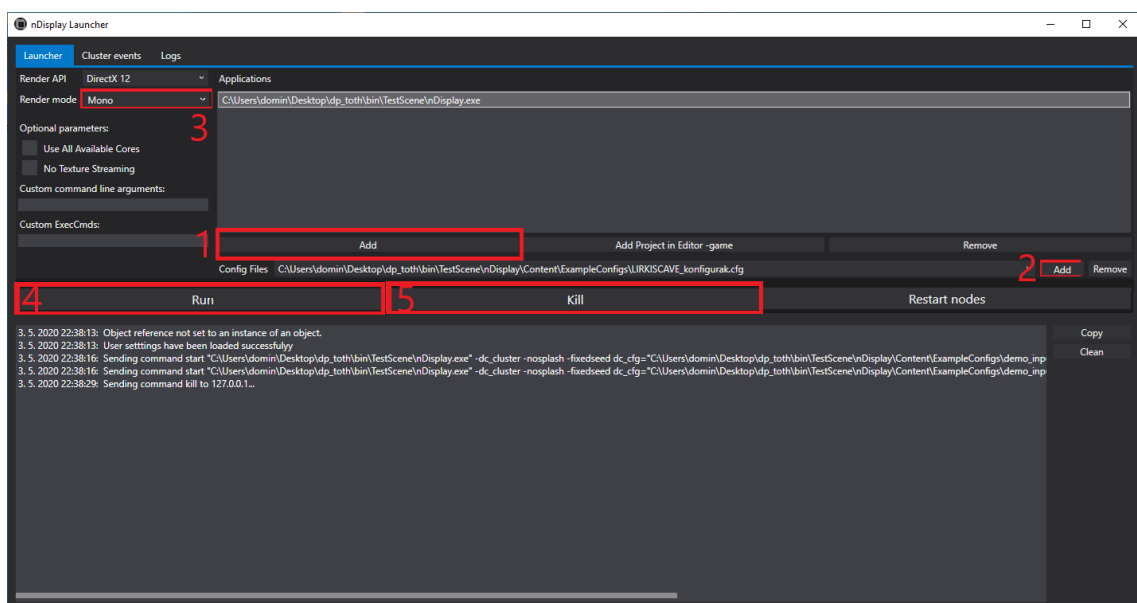 nDisplay Launcher
Launcher Cluster events Logs
Render API DirectX 12 Applications
Render mode Mono C:\Users\domin\Desktop\dp_toth\bin\TestScene\nDisplay.exe
3
Optional parameters:
Use All Available Cores
No Texture Streaming
Custom command line arguments:
Custom ExecCmds:
1 Add Add Project in Editor -game Remove
Config Files C:\Users\domin\Desktop\dp_toth\bin\TestScene\nDisplay\Content\ExampleConfigs\LIRKISCAVE_konfigurak.cfg 2 Add Remove
4 Run 5 Kill Restart nodes
3. 5. 2020 22:38:13: Object reference not set to an instance of an object. Copy
3. 5. 2020 22:38:13: User setttings have been loaded successfulyy
Clean
3. 5. 2020 22:38:16: Sending command start "C:\Users\domin\Desktop\dp_toth\bin\TestScene\nDisplay.exe" -dc_cluster -nosplash -fixedseed dc_cfg="C:\Users\domin\Desktop\dp_toth\bin\TestScene\nDisplay\Content\ExampleConfigs\demo_inp
3. 5. 2020 22:38:16: Sending command start "C:\Users\domin\Desktop\dp_toth\bin\TestScene\nDisplay.exe" -dc_cluster -nosplash -fixedseed dc_cfg="C:\Users\domin\Desktop\dp_toth\bin\TestScene\nDisplay\Content\ExampleConfigs\demo_inp
3. 5. 2020 22:38:29: Sending command kill to 127.0.0.1...